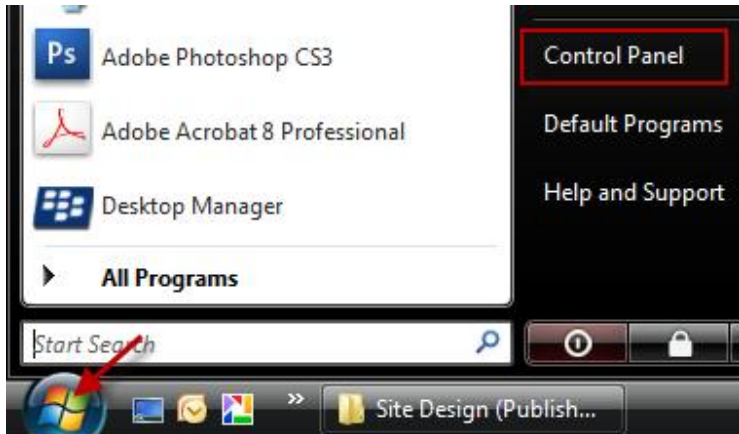 Ps Adobe Photoshop CS3
Control Panel
Adobe Acrobat 8 Professional
Default Programs
Desktop Manager
Help and Support
All Programs
Start Search
» Site Design (Publish...